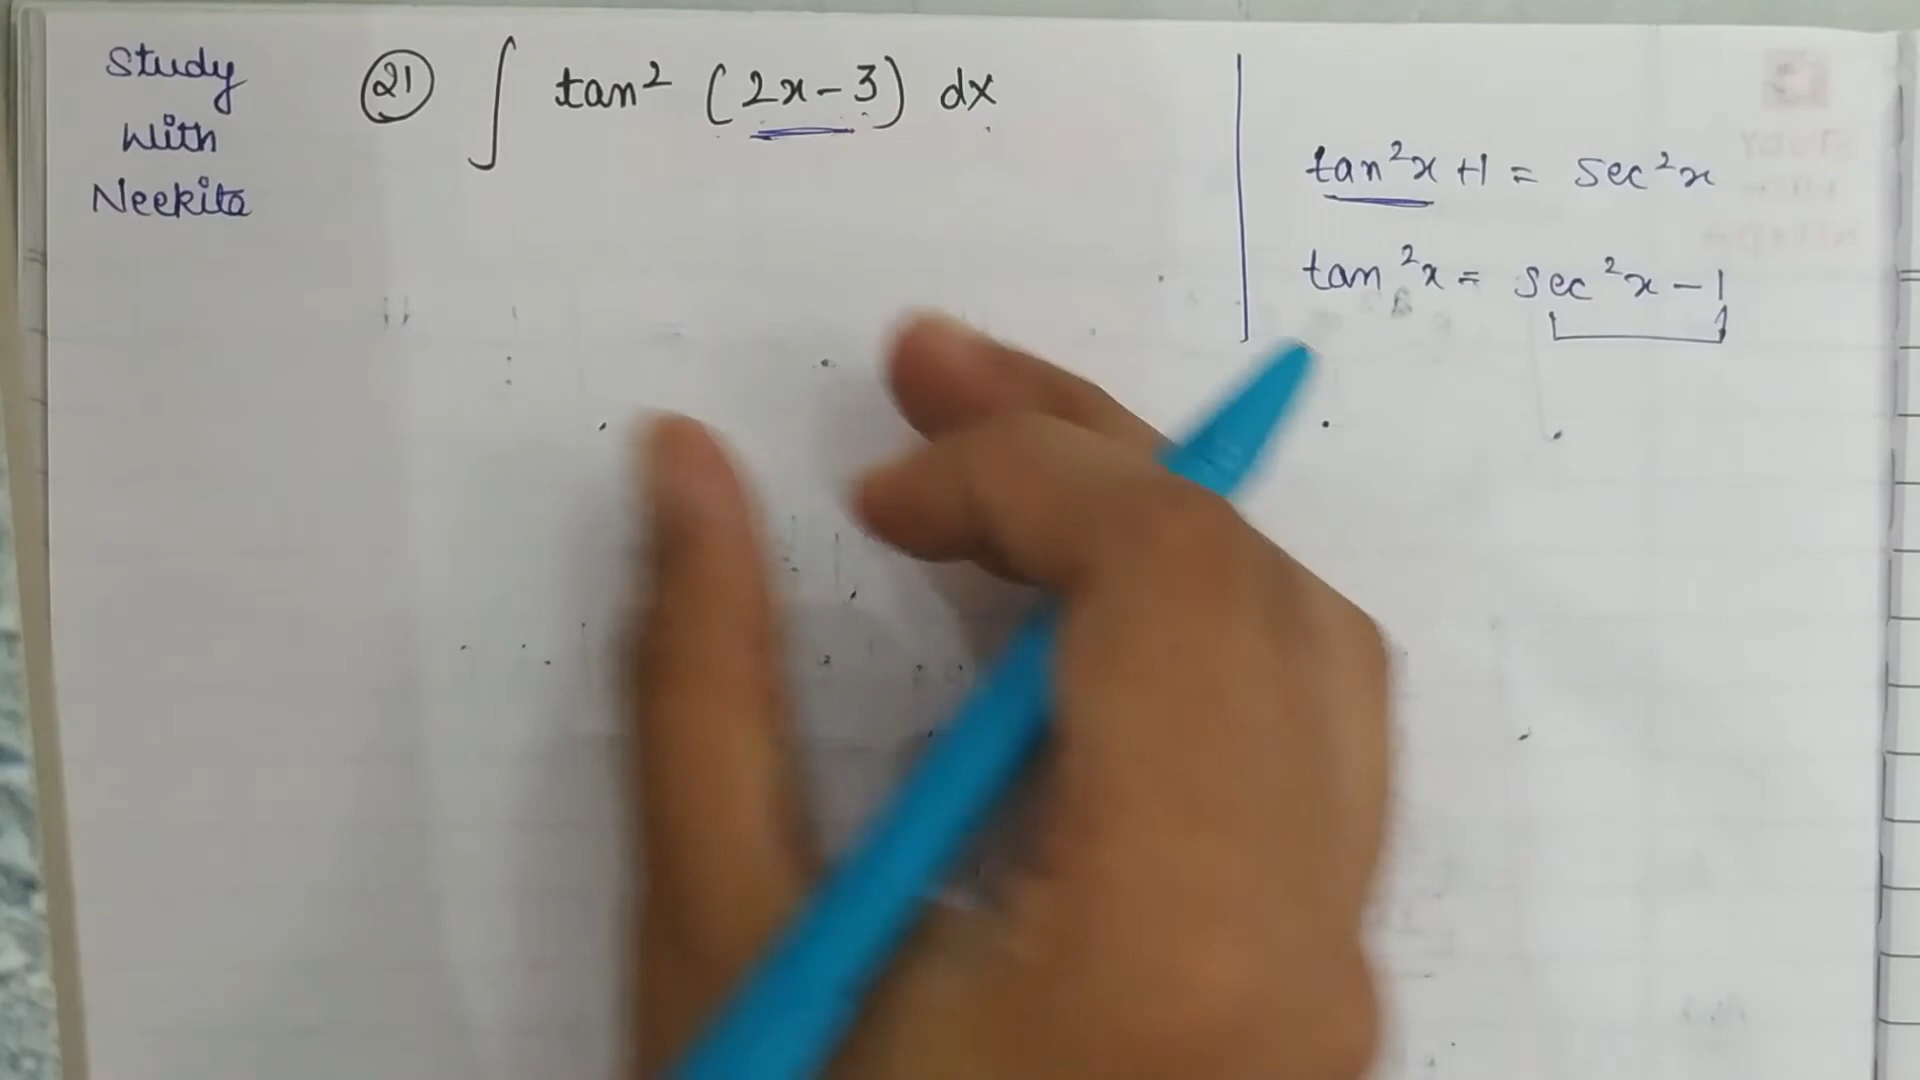 Study
With
Neekita
21 ∫ tan² (2x-3) dx
tan²x +1 = sec²x
tan²x = sec²x - 1